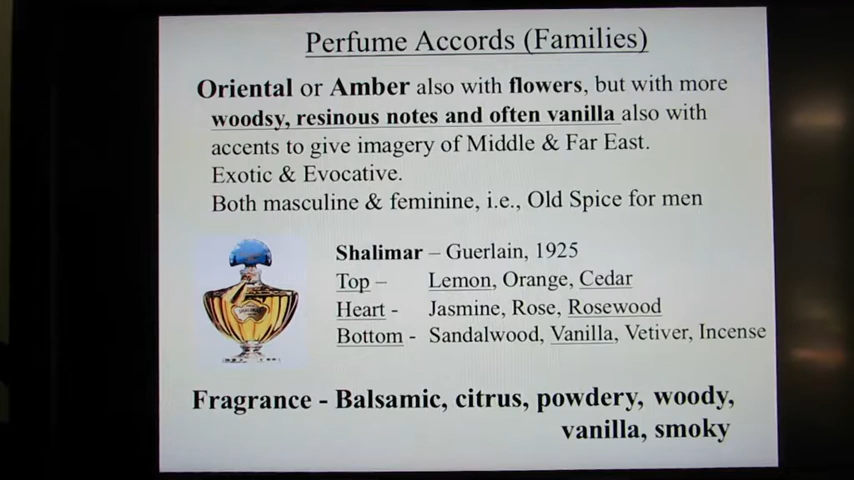 Perfume Accords (Families)
Oriental or Amber also with flowers, but with more
woodsy, resinous notes and often vanilla also with
accents to give imagery of Middle & Far East.
Exotic & Evocative.
Both masculine & feminine, i.e., Old Spice for men
Shalimar – Guerlain, 1925
Top – Lemon, Orange, Cedar
Heart - Jasmine, Rose, Rosewood
Bottom - Sandalwood, Vanilla, Vetiver, Incense
Fragrance - Balsamic, citrus, powdery, woody,
vanilla, smoky